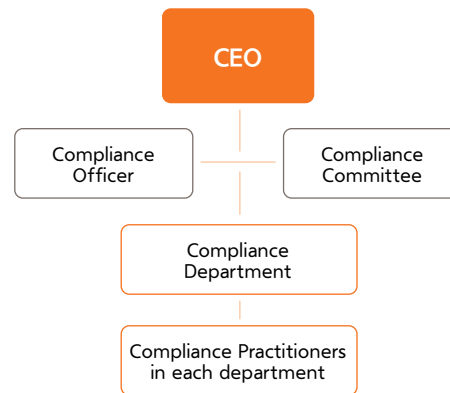 CEO
Compliance
Officer
Compliance
Committee
Compliance
Department
Compliance Practitioners
in each department